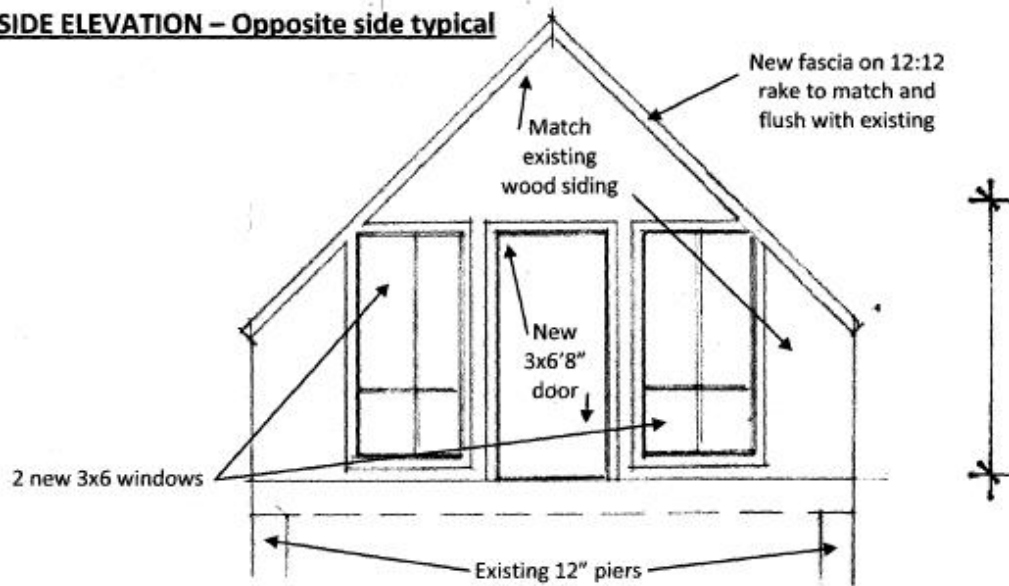 SIDE ELEVATION – Opposite side typical
New fascia on 12:12
rake to match and
flush with existing
Match
existing
wood siding
New
3x6'8"
door
2 new 3x6 windows
Existing 12" piers